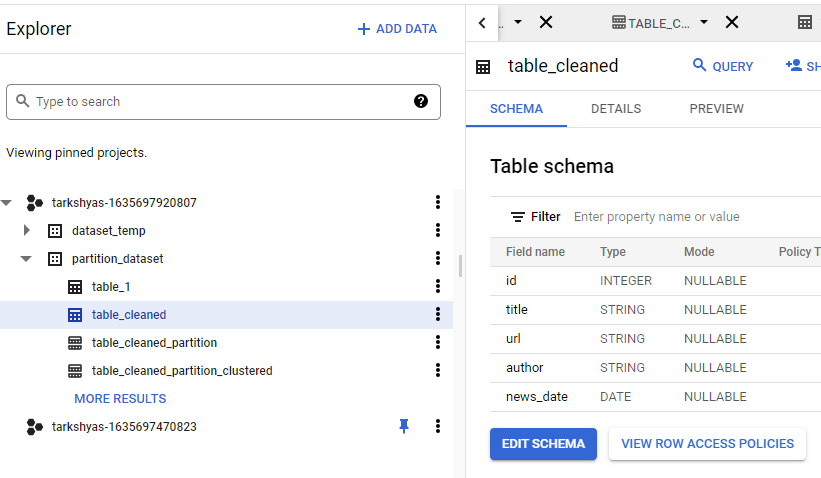 Explorer
ADD DATA
Type to search
Viewing pinned projects.
tarkshyas-1635697920807
dataset_temp
partition_dataset
table_1
table_cleaned
table_cleaned_partition
table_cleaned_partition_clustered
MORE RESULTS
tarkshyas-1635697470823
.. TABLE_C...
table_cleaned QUERY SH
SCHEMA DETAILS PREVIEW
Table schema
Filter Enter property name or value
Field name Type Mode Policy T
id INTEGER NULLABLE
title STRING NULLABLE
url STRING NULLABLE
author STRING NULLABLE
news_date DATE NULLABLE
EDIT SCHEMA VIEW ROW ACCESS POLICIES